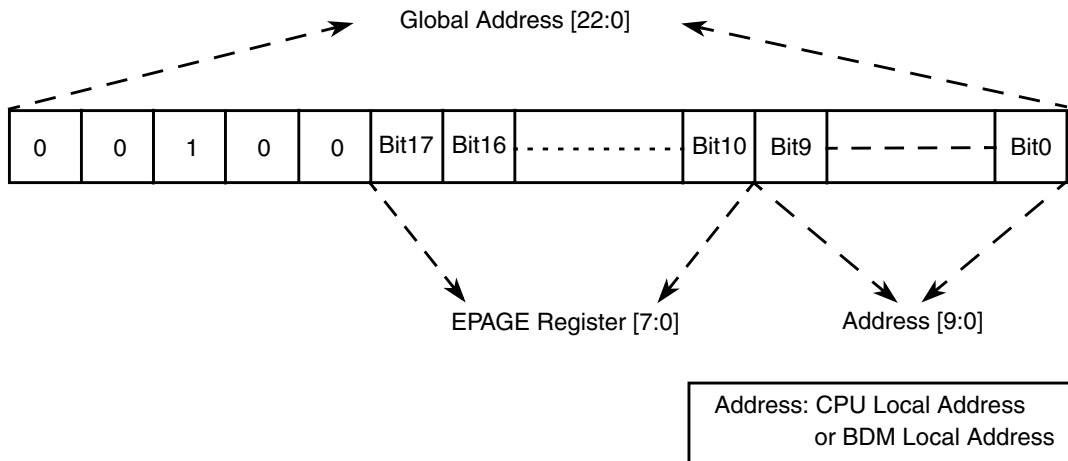 Global Address [22:0]
0 0 1 0 0 Bit17 Bit16 Bit10 Bit9 Bit0
EPAGE Register [7:0] Address [9:0]
Address: CPU Local Address
or BDM Local Address